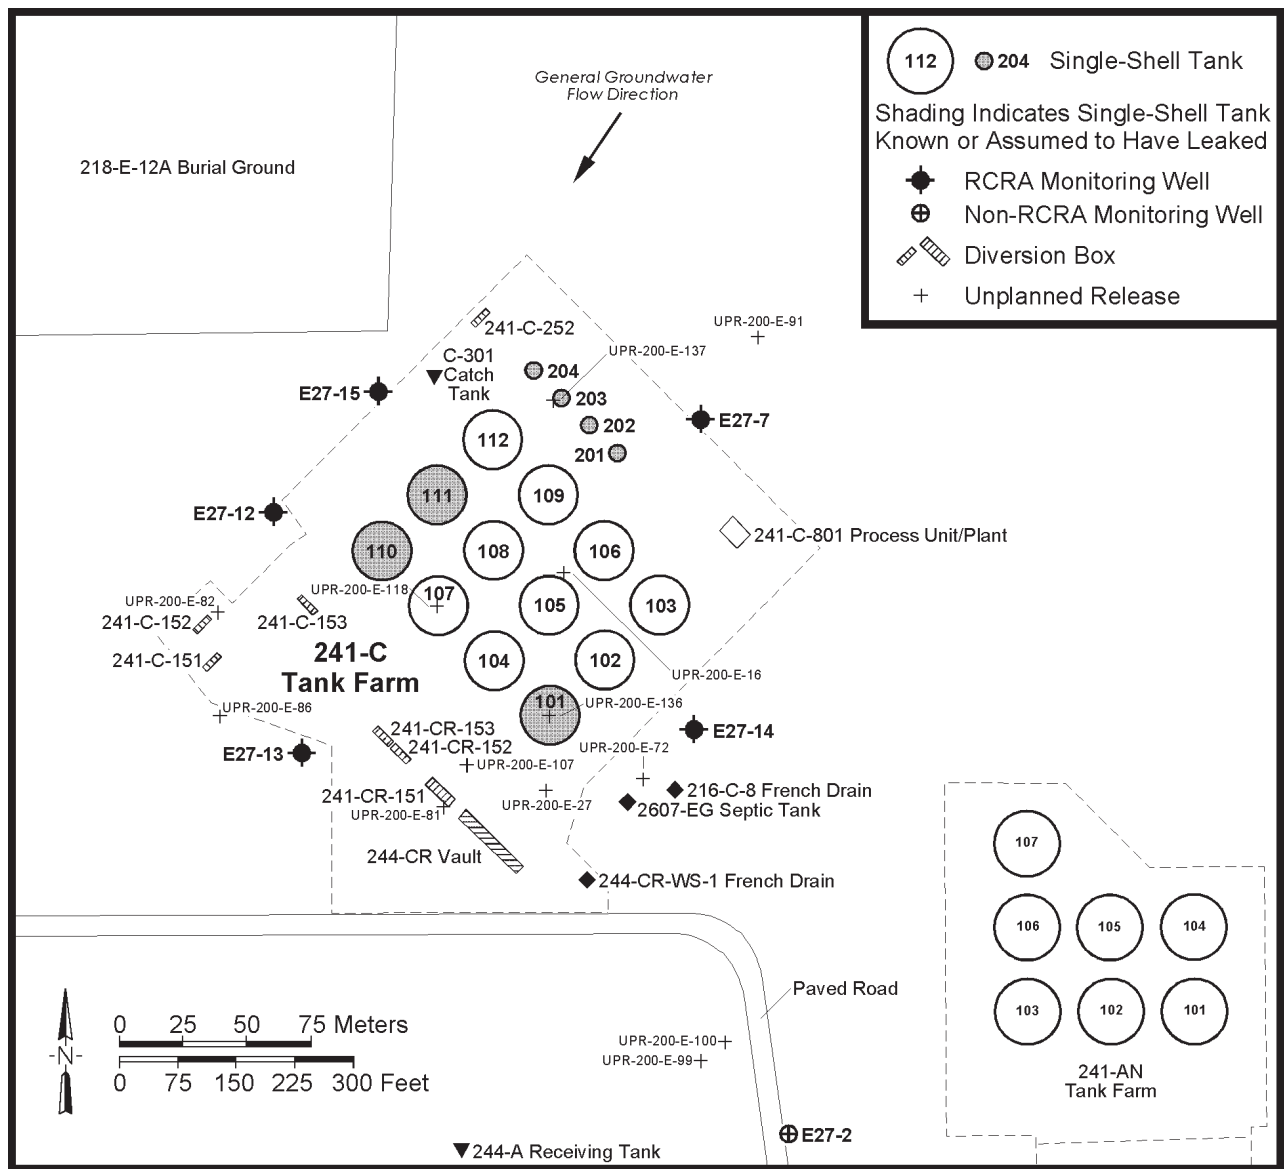 112
204
Single-Shell Tank
Shading Indicates Single-Shell Tank
Known or Assumed to Have Leaked
RCRA Monitoring Well
Non-RCRA Monitoring Well
Diversion Box
Unplanned Release
General Groundwater
Flow Direction
218-E-12A Burial Ground
241-C-252
UPR-200-E-91
UPR-200-E-137
C-301
Catch
Tank
204
E27-15
203
E27-7
202
112
201
111
109
E27-12
241-C-801 Process Unit/Plant
110
108
106
UPR-200-E-118
107
105
103
UPR-200-E-82
241-C-152
241-C-153
241-C-151
241-C
Tank Farm
104
102
UPR-200-E-16
101
UPR-200-E-136
UPR-200-E-86
241-CR-153
E27-14
241-CR-152
UPR-200-E-72
E27-13
UPR-200-E-107
241-CR-151
UPR-200-E-27
216-C-8 French Drain
UPR-200-E-81
2607-EG Septic Tank
244-CR Vault
244-CR-WS-1 French Drain
107
106
105
104
103
102
101
241-AN
Tank Farm
Paved Road
UPR-200-E-100
UPR-200-E-99
E27-2
244-A Receiving Tank
-N-
0 25 50 75 Meters
0 75 150 225 300 Feet